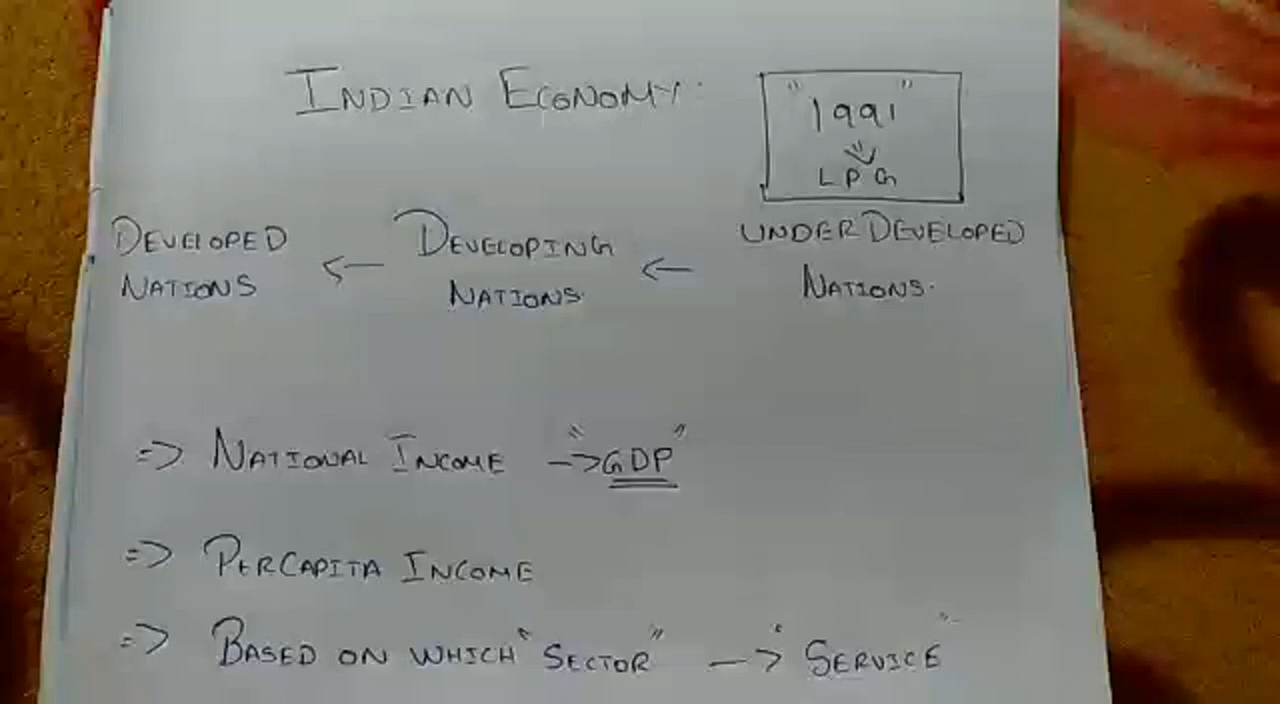 INDIAN ECONOMY.
"1991"
LPG
DEVELOPED NATIONS ← DEVELOPING NATIONS. ← UNDERDEVELOPED NATIONS.
=> NATIONAL INCOME -> "GDP"
=> PERCAPITA INCOME
=> BASED ON WHICH "SECTOR" -> "SERVICE"